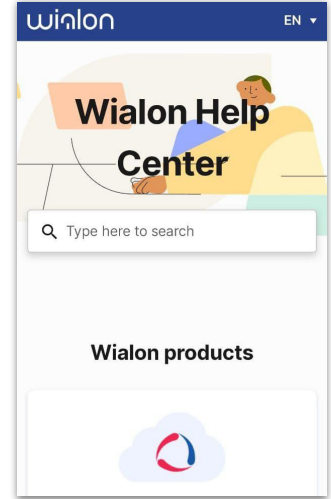 wialon
EN
Wialon Help
Center
Type here to search
Wialon products